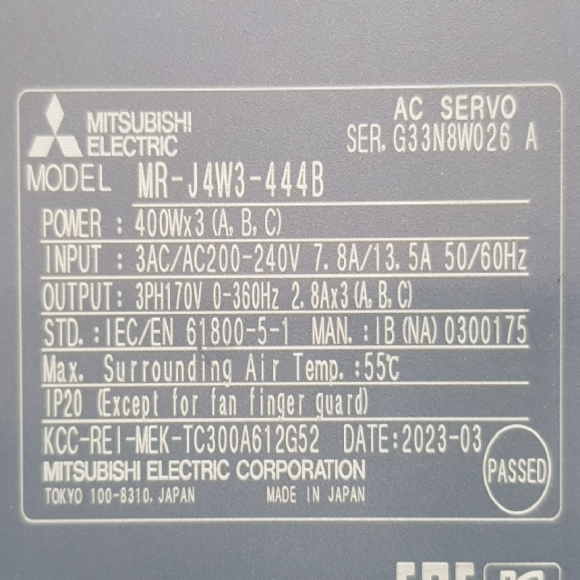 MITSUBISHI
ELECTRIC
AC SERVO
SER. G33N8W026 A
MODEL MR-J4W3-444B
POWER : 400Wx3 (A, B, C)
INPUT : 3AC/AC200-240V 7.8A/13.5A 50/60Hz
OUTPUT: 3PH170V 0-360Hz 2.8Ax3 (A, B, C)
STD. : IEC/EN 61800-5-1 MAN. : IB (NA) 0300175
Max. Surrounding Air Temp. :55℃
IP20 (Except for fan finger guard)
KCC-REI-MEK-TC300A612G52 DATE:2023-03
MITSUBISHI ELECTRIC CORPORATION
TOKYO 100-8310, JAPAN MADE IN JAPAN
PASSED